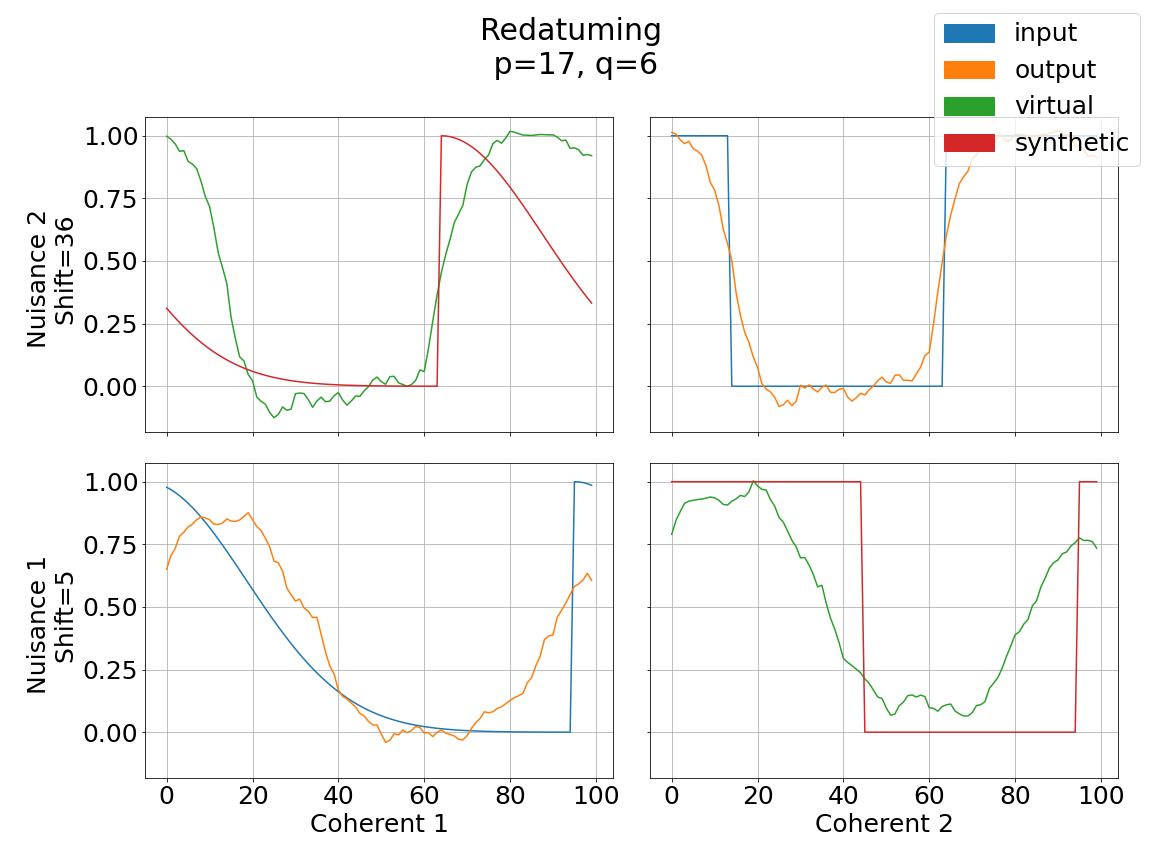 Redatuming
p=17, q=6
input
output
virtual
synthetic
Nuisance 2
Shift=36
1.00
0.75
0.50
0.25
0.00
Nuisance 1
Shift=5
1.00
0.75
0.50
0.25
0.00
0 20 40 60 80 100
0 20 40 60 80 100
Coherent 1
Coherent 2